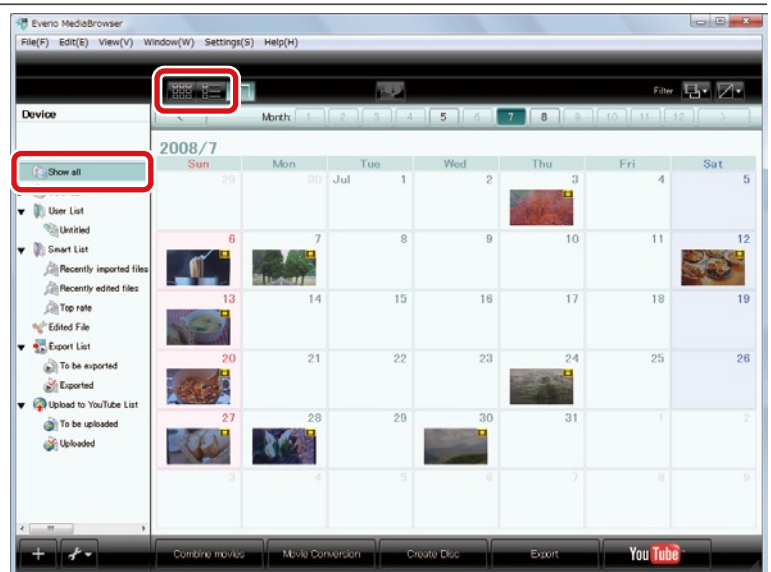 Everio MediaBrowser
File(F) Edit(E) View(V) Window(W) Settings(S) Help(H)
Filter
Device
Month: 1 2 3 4 5 6 7 8 9 10 11 12
2008/7
Sun Mon Tue Wed Thu Fri Sat
29 30 Jul 1 2 3 4 5
6 7 8 9 10 11 12
13 14 15 16 17 18 19
20 21 22 23 24 25 26
27 28 29 30 31 1 2
3 4 5 6 7 8 9
Show all
User List
Untitled
Smart List
Recently imported files
Recently edited files
Top rate
Edited File
Export List
To be exported
Exported
Upload to YouTube List
To be uploaded
Uploaded
Combine movies Movie Conversion Create Disc Export YouTube